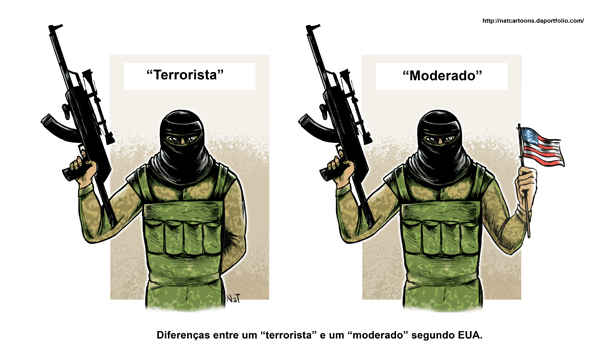 http://natcartoons.daportfolio.com/
“Terrorista”
“Moderado”
NaT
Diferenças entre um “terrorista” e um “moderado” segundo EUA.